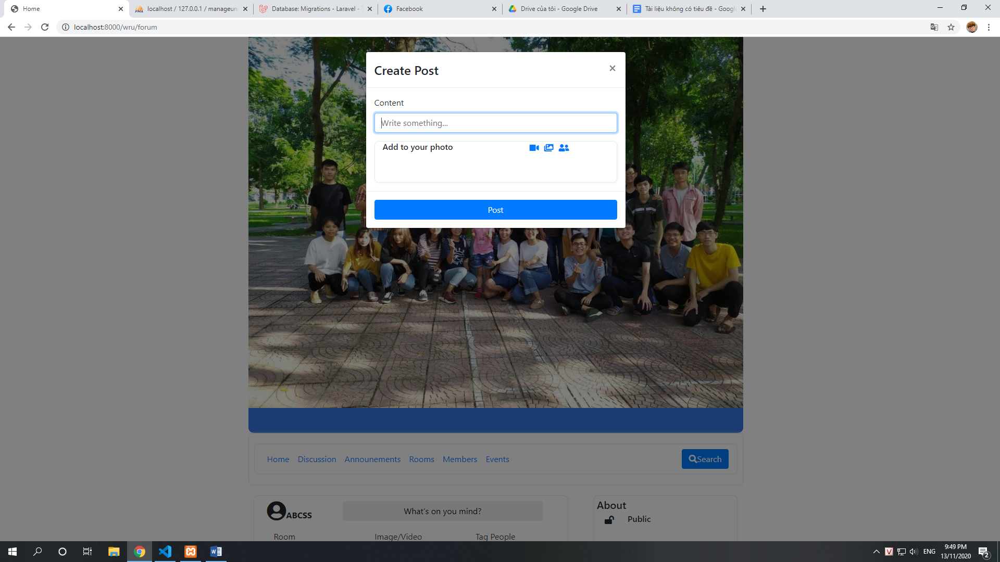 Home
localhost / 127.0.0.1 / manageun
Database: Migrations - Laravel -
Facebook
Drive của tôi - Google Drive
Tài liệu không có tiêu đề - Google
localhost:8000/wru/forum
Create Post
×
Content
Write something...
Add to your photo
Post
Home Discussion Announements Rooms Members Events Search
ABCSS
What's on you mind?
Room Image/Video Tag People
About
Public
ENG
9:49 PM
13/11/2020
2